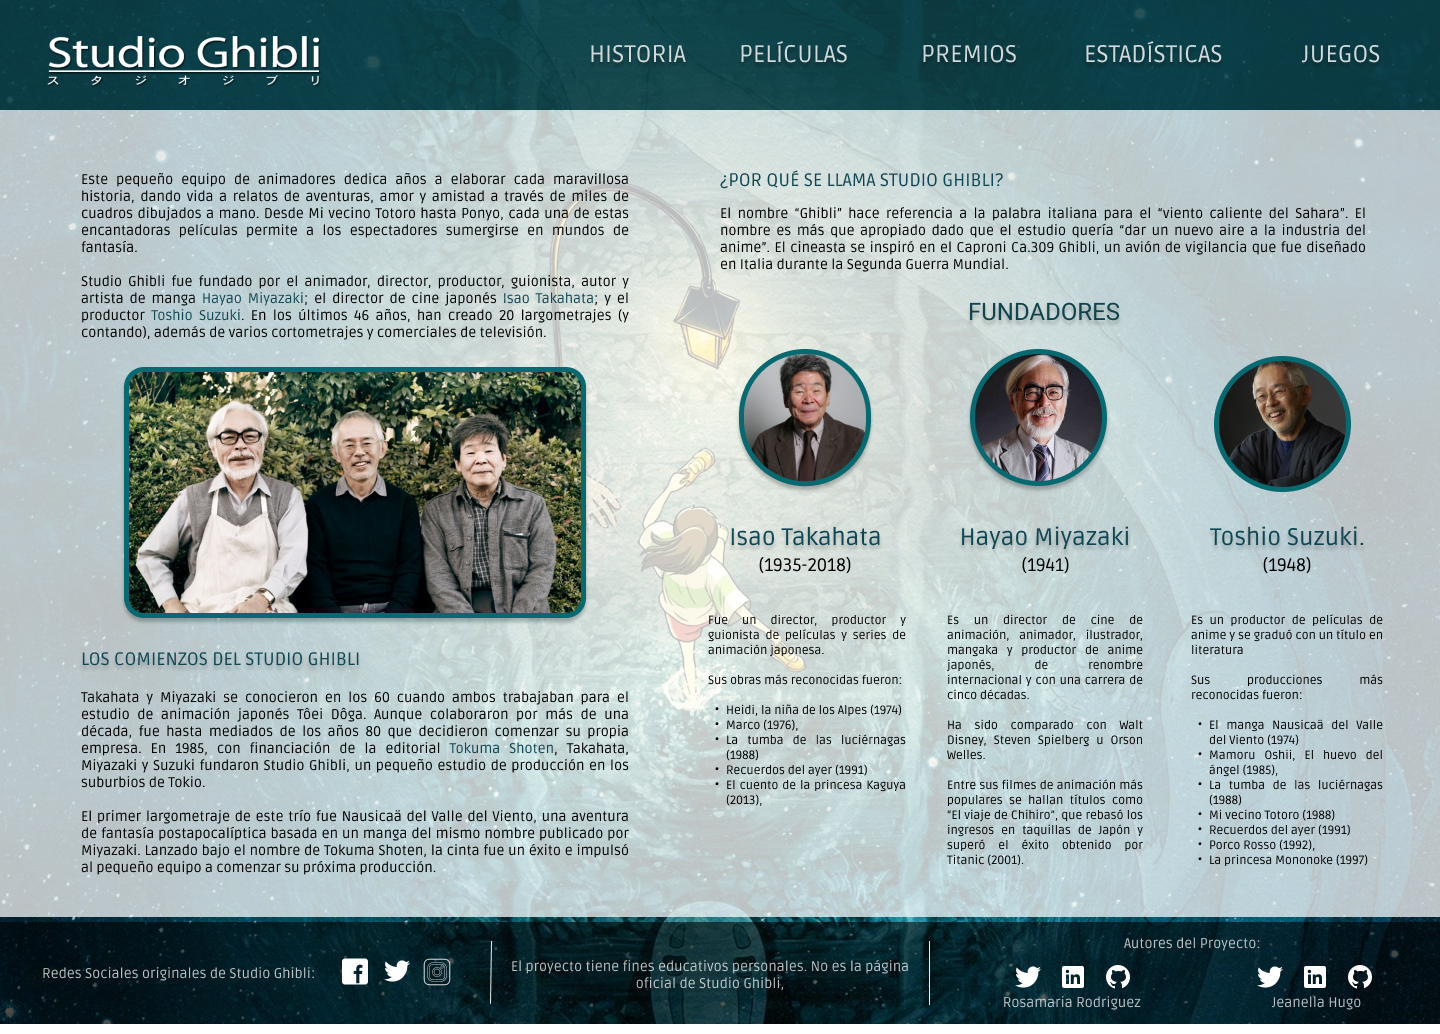 Studio Ghibli
スタジオジブリ
HISTORIA
PELÍCULAS
PREMIOS
ESTADÍSTICAS
JUEGOS
Este pequeño equipo de animadores dedica años a elaborar cada maravillosa
historia, dando vida a relatos de aventuras, amor y amistad a través de miles de
cuadros dibujados a mano. Desde Mi vecino Totoro hasta Ponyo, cada una de estas
encantadoras películas permite a los espectadores sumergirse en mundos de
fantasía.
Studio Ghibli fue fundado por el animador, director, productor, guionista, autor y
artista de manga Hayao Miyazaki; el director de cine japonés Isao Takahata; y el
productor Toshio Suzuki. En los últimos 46 años, han creado 20 largometrajes (y
contando), además de varios cortometrajes y comerciales de televisión.
LOS COMIENZOS DEL STUDIO GHIBLI
Takahata y Miyazaki se conocieron en los 60 cuando ambos trabajaban para el
estudio de animación japonés Tôei Dôga. Aunque colaboraron por más de una
década, fue hasta mediados de los años 80 que decidieron comenzar su propia
empresa. En 1985, con financiación de la editorial Tokuma Shoten, Takahata,
Miyazaki y Suzuki fundaron Studio Ghibli, un pequeño estudio de producción en los
suburbios de Tokio.
El primer largometraje de este trío fue Nausicaä del Valle del Viento, una aventura
de fantasía postapocalíptica basada en un manga del mismo nombre publicado por
Miyazaki. Lanzado bajo el nombre de Tokuma Shoten, la cinta fue un éxito e impulsó
al pequeño equipo a comenzar su próxima producción.
¿POR QUÉ SE LLAMA STUDIO GHIBLI?
El nombre “Ghibli” hace referencia a la palabra italiana para el “viento caliente del Sahara”. El
nombre es más que apropiado dado que el estudio quería “dar un nuevo aire a la industria del
anime”. El cineasta se inspiró en el Caproni Ca.309 Ghibli, un avión de vigilancia que fue diseñado
en Italia durante la Segunda Guerra Mundial.
FUNDADORES
Isao Takahata
(1935-2018)
Fue un director, productor y
guionista de películas y series de
animación japonesa.
Sus obras más reconocidas fueron:
• Heidi, la niña de los Alpes (1974)
• Marco (1976),
• La tumba de las luciérnagas
(1988)
• Recuerdos del ayer (1991)
• El cuento de la princesa Kaguya
(2013),
Hayao Miyazaki
(1941)
Es un director de cine de
animación, animador, ilustrador,
mangaka y productor de anime
japonés, de renombre
internacional y con una carrera de
cinco décadas.
Ha sido comparado con Walt
Disney, Steven Spielberg u Orson
Welles.
Entre sus filmes de animación más
populares se hallan títulos como
“El viaje de Chihiro”, que rebasó los
ingresos en taquillas de Japón y
superó el éxito obtenido por
Titanic (2001).
Toshio Suzuki.
(1948)
Es un productor de películas de
anime y se graduó con un título en
literatura
Sus producciones más
reconocidas fueron:
• El manga Nausicaä del Valle
del Viento (1974)
• Mamoru Oshii, El huevo del
ángel (1985),
• La tumba de las luciérnagas
(1988)
• Mi vecino Totoro (1988)
• Recuerdos del ayer (1991)
• Porco Rosso (1992),
• La princesa Mononoke (1997)
Redes Sociales originales de Studio Ghibli:
El proyecto tiene fines educativos personales. No es la página
oficial de Studio Ghibli,
Autores del Proyecto:
Rosamaria Rodriguez
Jeanella Hugo